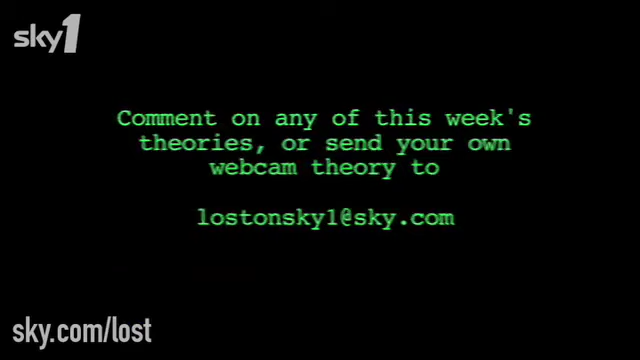 sky1
Comment on any of this week's
theories, or send your own
webcam theory to
lostonsky1@sky.com
sky.com/lost